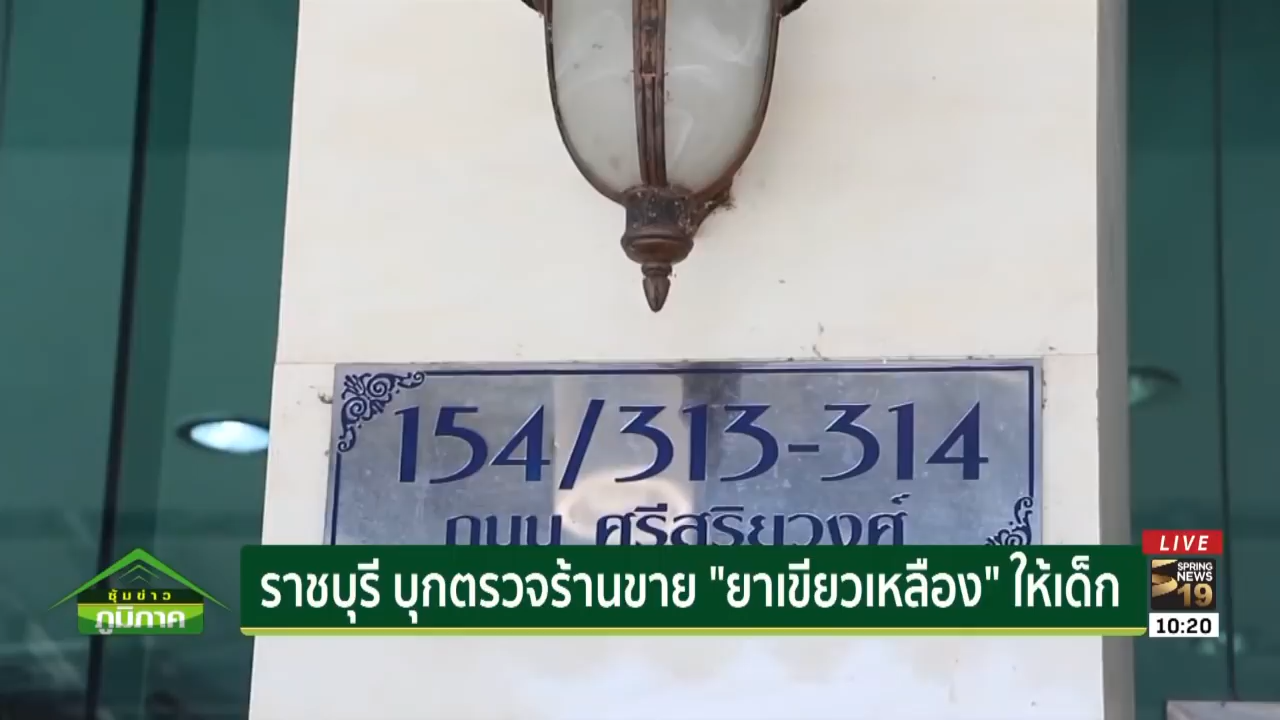 154/313-314
ถนน ศรีสุริยวงศ์
ราชบุรี บุกตรวจร้านขาย "ยาเขียวเหลือง" ให้เด็ก
ซุ้มข่าว
ภูมิภาค
LIVE
SPRING
NEWS
19
10:20